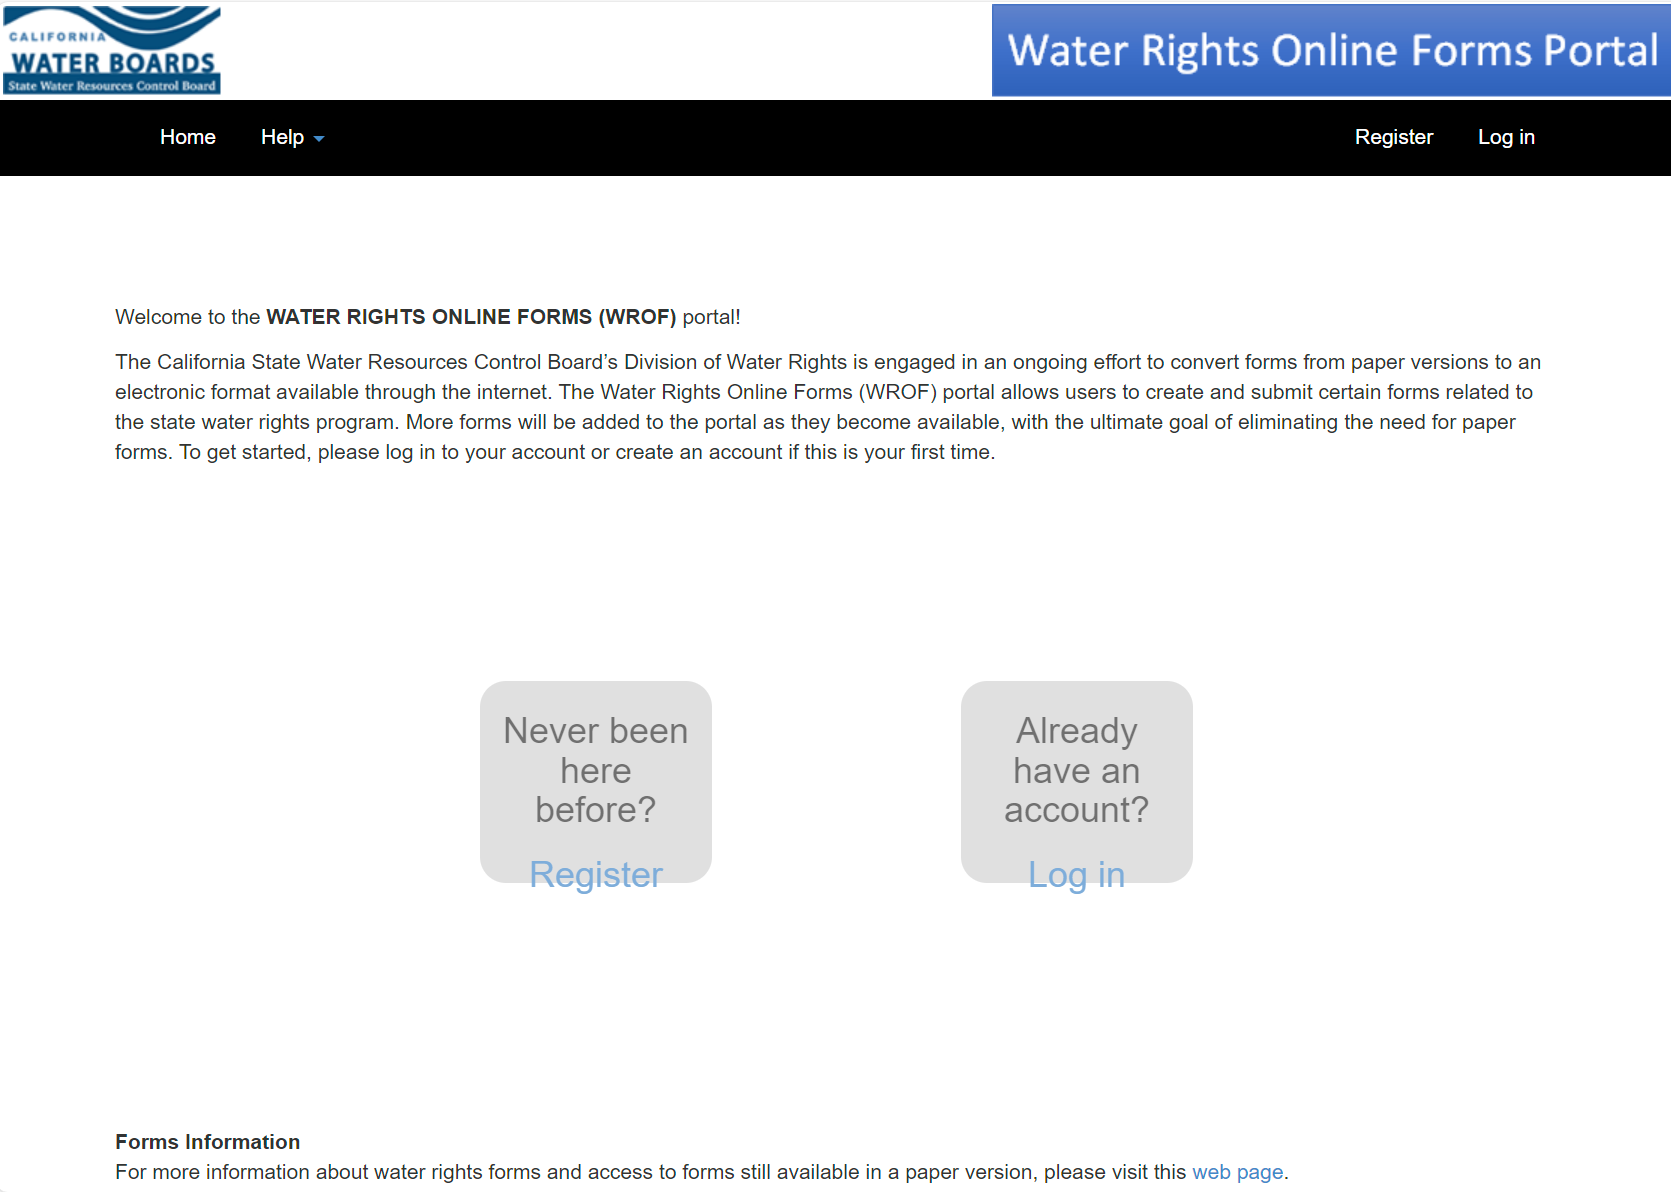 CALIFORNIA
WATER BOARDS
State Water Resources Control Board
Water Rights Online Forms Portal
Home Help Register Log in
Welcome to the WATER RIGHTS ONLINE FORMS (WROF) portal!
The California State Water Resources Control Board’s Division of Water Rights is engaged in an ongoing effort to convert forms from paper versions to an
electronic format available through the internet. The Water Rights Online Forms (WROF) portal allows users to create and submit certain forms related to
the state water rights program. More forms will be added to the portal as they become available, with the ultimate goal of eliminating the need for paper
forms. To get started, please log in to your account or create an account if this is your first time.
Never been
here
before?
Register
Already
have an
account?
Log in
Forms Information
For more information about water rights forms and access to forms still available in a paper version, please visit this web page.